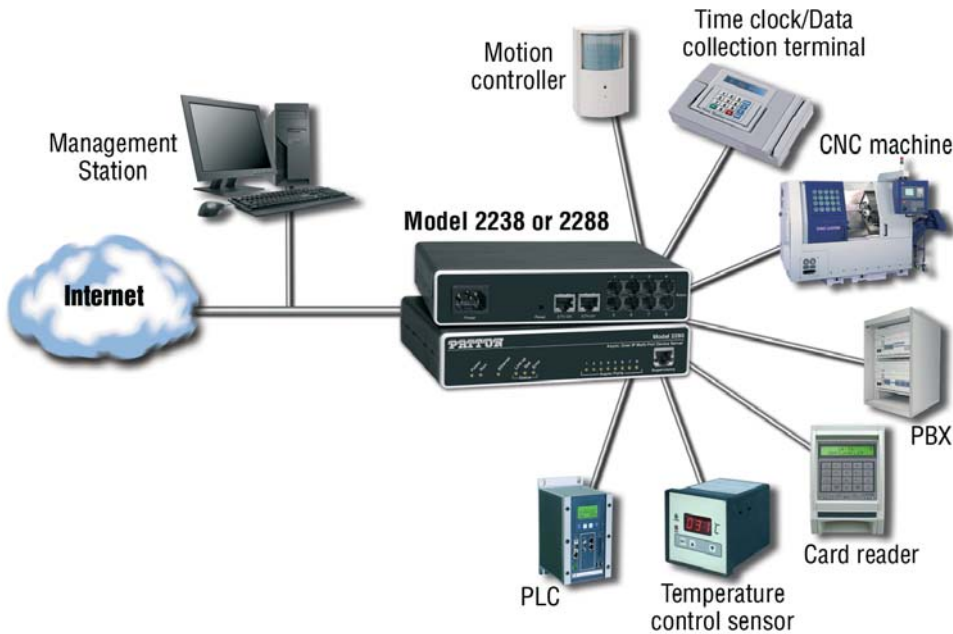 Time clock/Data
collection terminal
Motion
controller
Management
Station
CNC machine
Model 2238 or 2288
Internet
Power
PATTON
PBX
Card reader
PLC
Temperature
control sensor